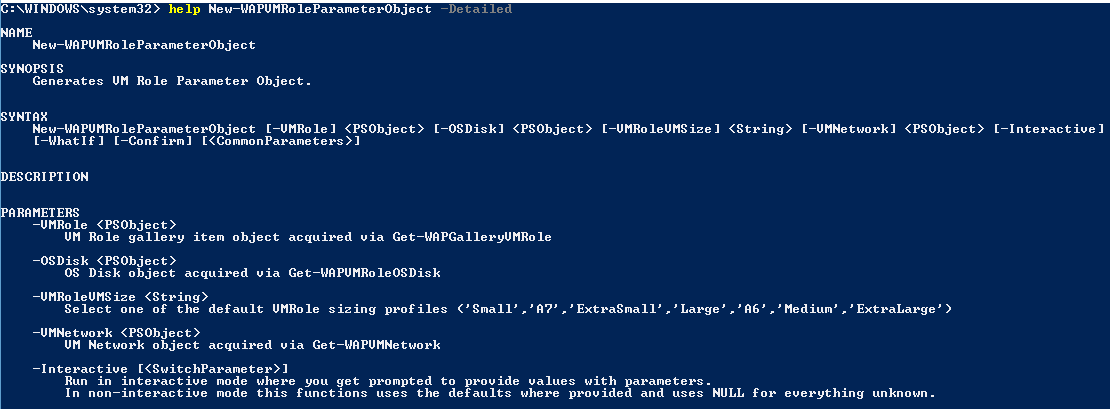 C:\WINDOWS\system32> help New-WAPVMRoleParameterObject -Detailed
NAME
New-WAPVMRoleParameterObject
SYNOPSIS
Generates VM Role Parameter Object.
SYNTAX
New-WAPVMRoleParameterObject [-VMRole] <PSObject> [-OSDisk] <PSObject> [-VMRoleVMSize] <String> [-VMNetwork] <PSObject> [-Interactive]
[-WhatIf] [-Confirm] [<CommonParameters>]
DESCRIPTION
PARAMETERS
-VMRole <PSObject>
VM Role gallery item object acquired via Get-WAPGalleryVMRole
-OSDisk <PSObject>
OS Disk object acquired via Get-WAPVMRoleOSDisk
-VMRoleVMSize <String>
Select one of the default VMRole sizing profiles ('Small','A7','ExtraSmall','Large','A6','Medium','ExtraLarge')
-VMNetwork <PSObject>
VM Network object acquired via Get-WAPVMNetwork
-Interactive [<SwitchParameter>]
Run in interactive mode where you get prompted to provide values with parameters.
In non-interactive mode this functions uses the defaults where provided and uses NULL for everything unknown.